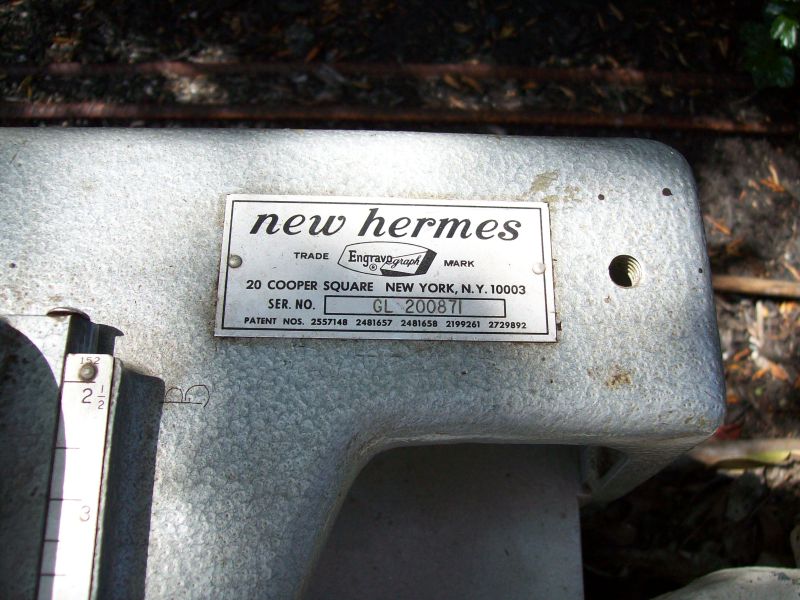 new hermes
TRADE Engravograph ® MARK
20 COOPER SQUARE NEW YORK, N.Y. 10003
SER. NO. GL 200871
PATENT NOS. 2557148 2481657 2481658 2199261 2729892
152
2 1/2
3